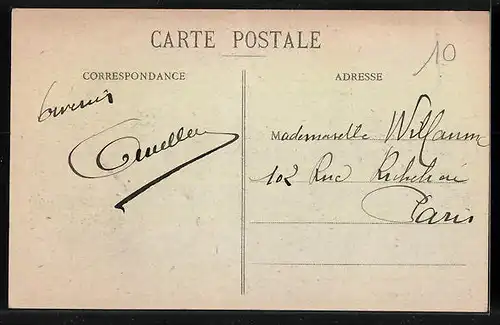 CARTE POSTALE
10
CORRESPONDANCE
ADRESSE
Mademoiselle
102 Rue Richelieu
Paris